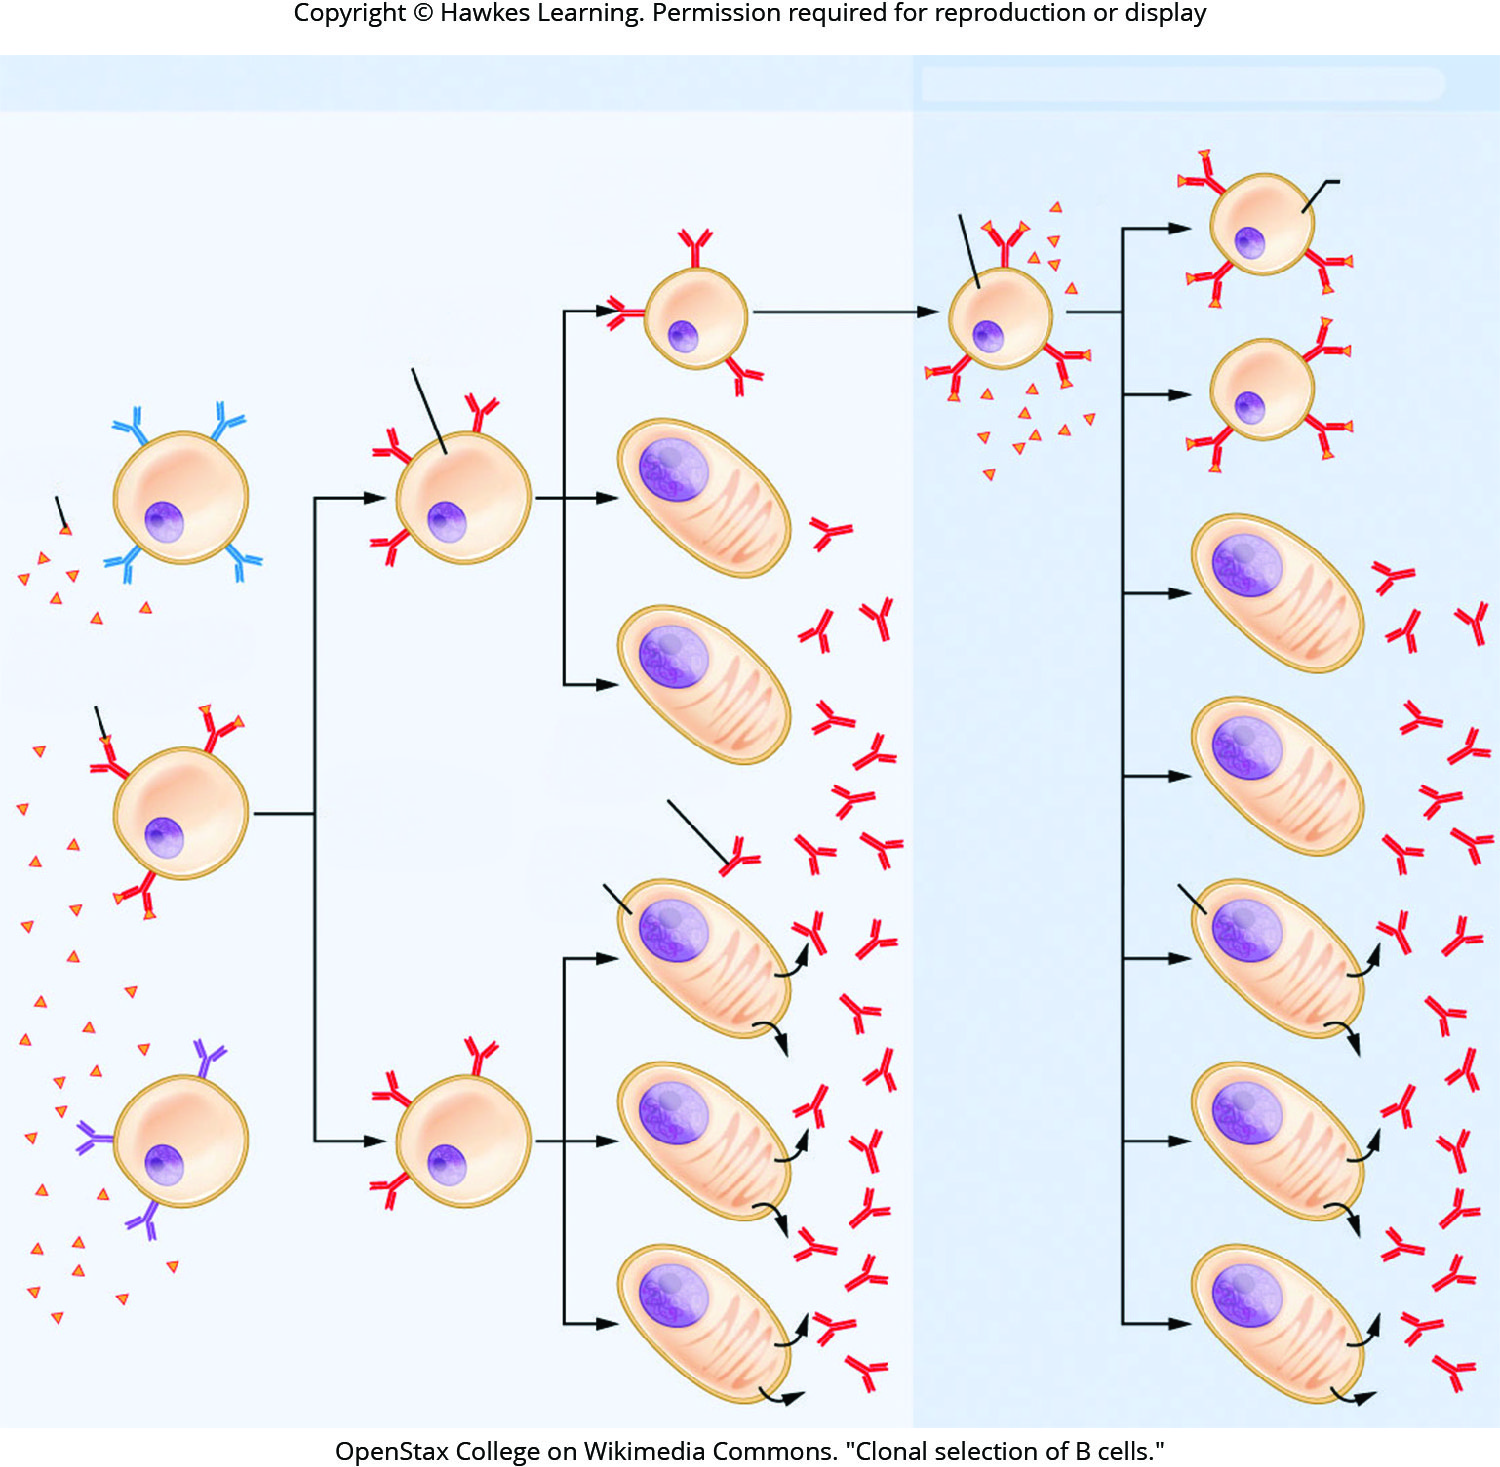 Copyright © Hawkes Learning. Permission required for reproduction or display
OpenStax College on Wikimedia Commons. "Clonal selection of B cells."